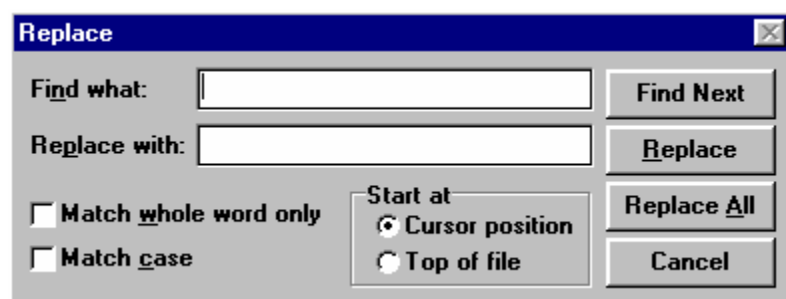 Replace
Find what:
Find Next
Replace with:
Replace
Match whole word only
Start at
Cursor position
Replace All
Match case
Top of file
Cancel